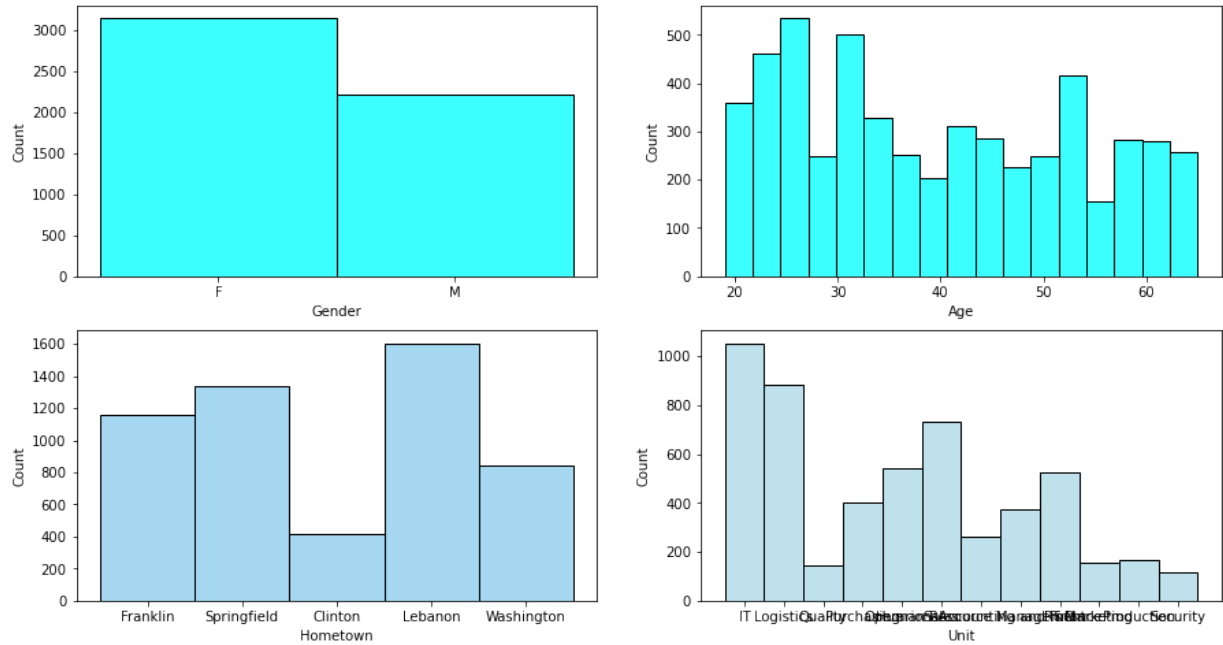 3000
2500
2000
1500
1000
500
0
Count
F M
Gender
500
400
300
200
100
0
Count
20 30 40 50 60
Age
1600
1400
1200
1000
800
600
400
200
0
Count
Franklin Springfield Clinton Lebanon Washington
Hometown
1000
800
600
400
200
0
Count
IT Logistics Quality Marketing Production Security
Unit